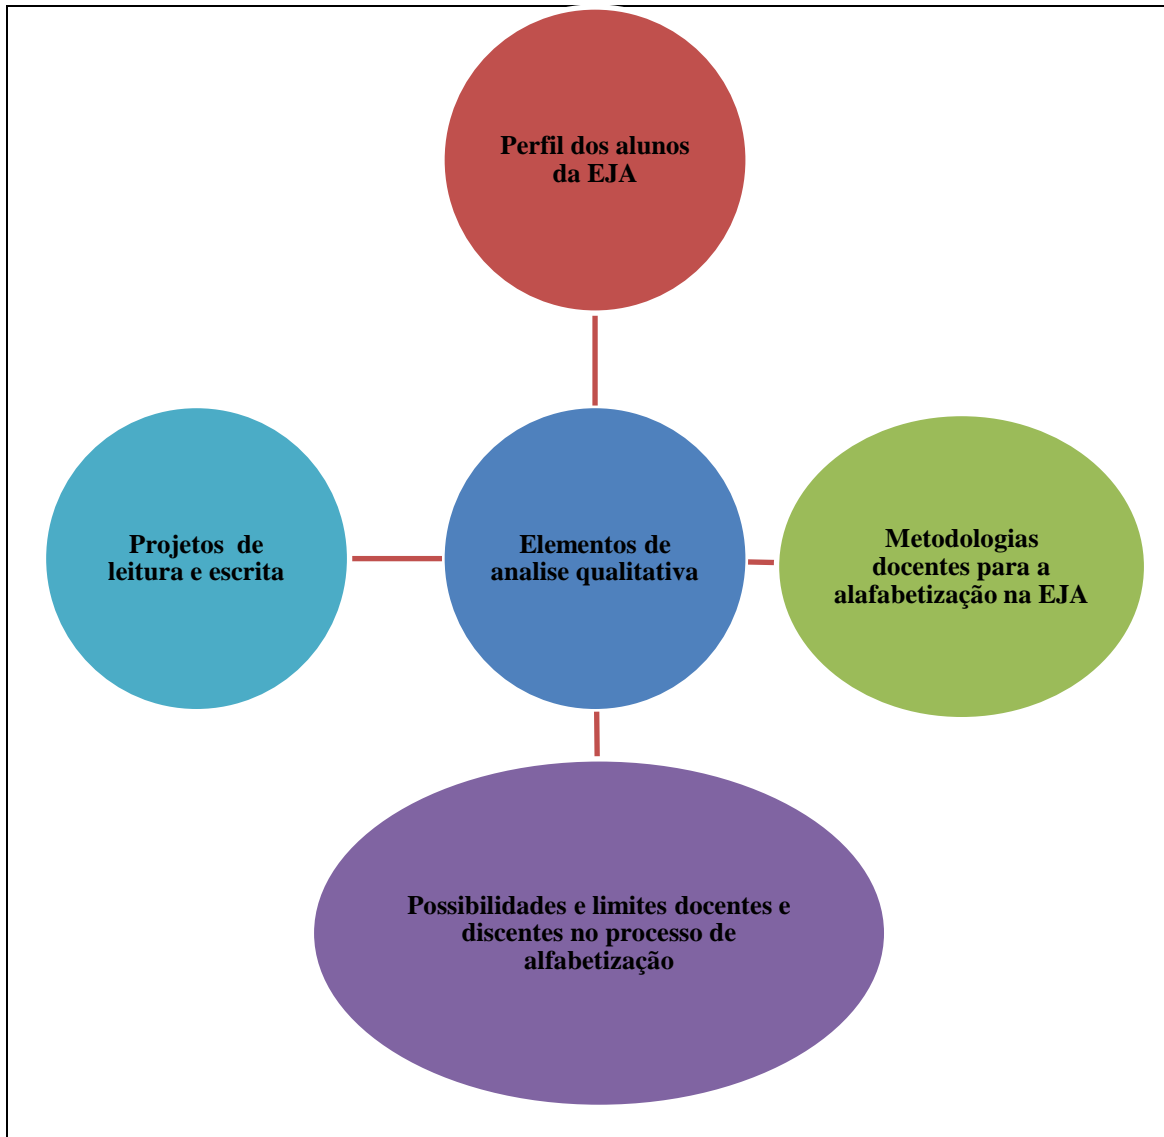 Perfil dos alunos
da EJA
Projetos de
leitura e escrita
Elementos de
analise qualitativa
Metodologias
docentes para a
alafabetização na EJA
Possibilidades e limites docentes e
discentes no processo de
alfabetização